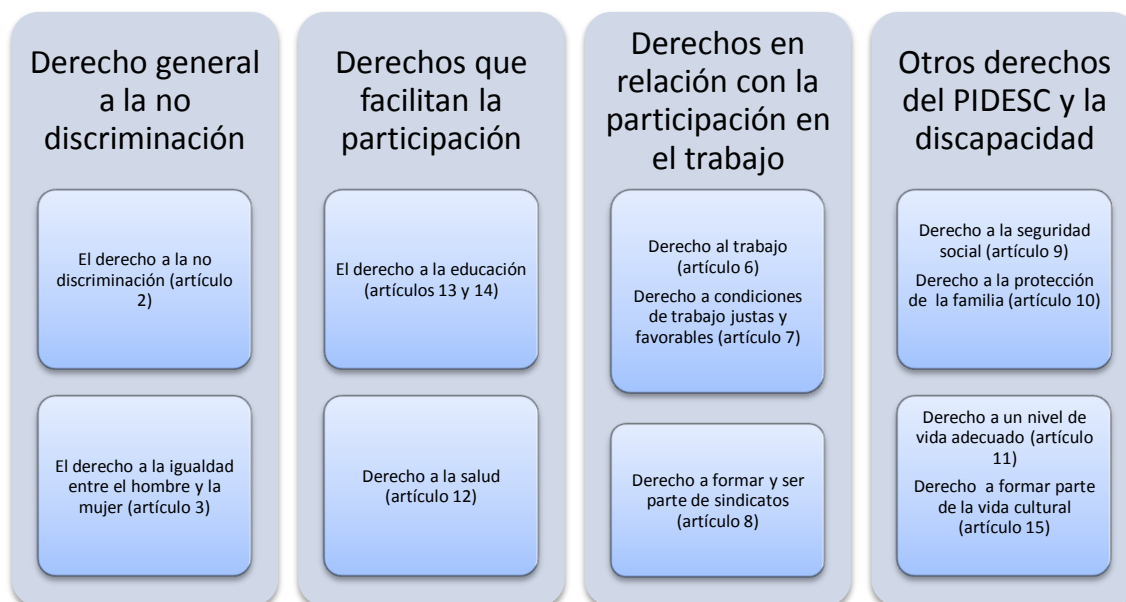 Derecho general
a la no
discriminación
El derecho a la no
discriminación (artículo
2)
El derecho a la igualdad
entre el hombre y la
mujer (artículo 3)
Derechos que
facilitan la
participación
El derecho a la educación
(artículos 13 y 14)
Derecho a la salud
(artículo 12)
Derechos en
relación con la
participación en
el trabajo
Derecho al trabajo
(artículo 6)
Derecho a condiciones
de trabajo justas y
favorables (artículo 7)
Derecho a formar y ser
parte de sindicatos
(artículo 8)
Otros derechos
del PIDESC y la
discapacidad
Derecho a la seguridad
social (artículo 9)
Derecho a la protección
de la familia (artículo 10)
Derecho a un nivel de
vida adecuado (artículo
11)
Derecho a formar parte
de la vida cultural
(artículo 15)